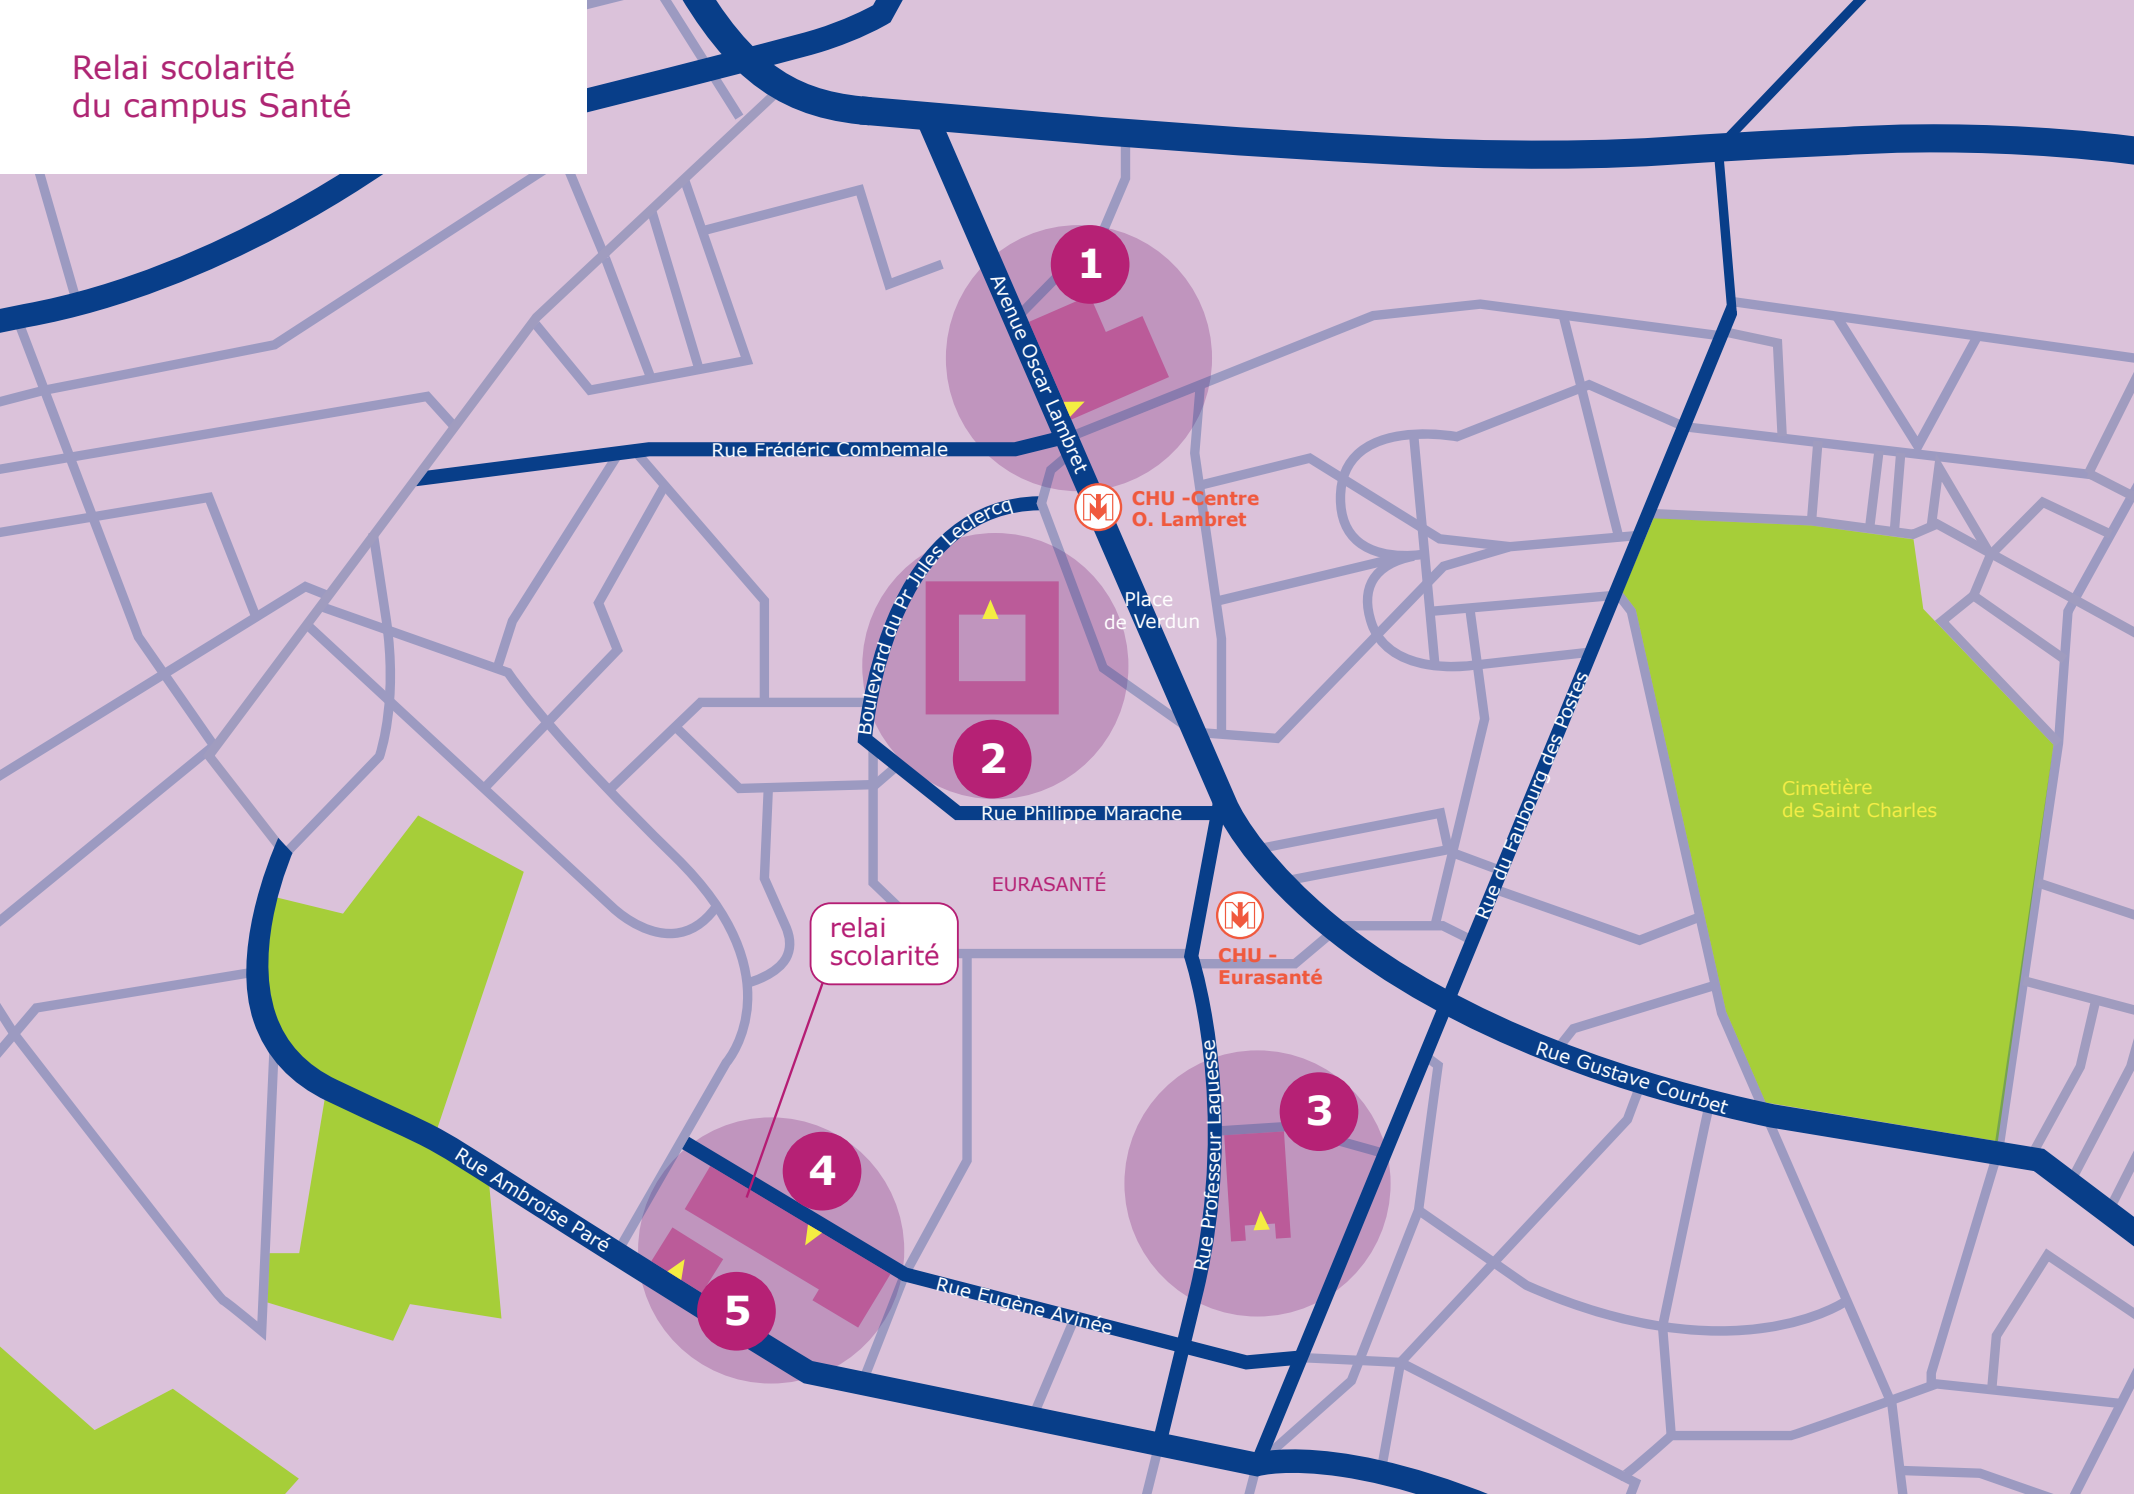 Relai scolarité
du campus Santé
1
Avenue Oscar Lambret
Rue Frédéric Combemale
CHU -Centre
O. Lambret
Boulevard du Pr Jules Leclercq
Place
de Verdun
2
Rue du Faubourg des Postes
Cimetière
de Saint Charles
Rue Philippe Marache
EURASANTÉ
relai
scolarité
CHU -
Eurasanté
Rue Gustave Courbet
Rue Professeur Laguesse
3
4
Rue Ambroise Paré
5
Rue Eugène Avinée